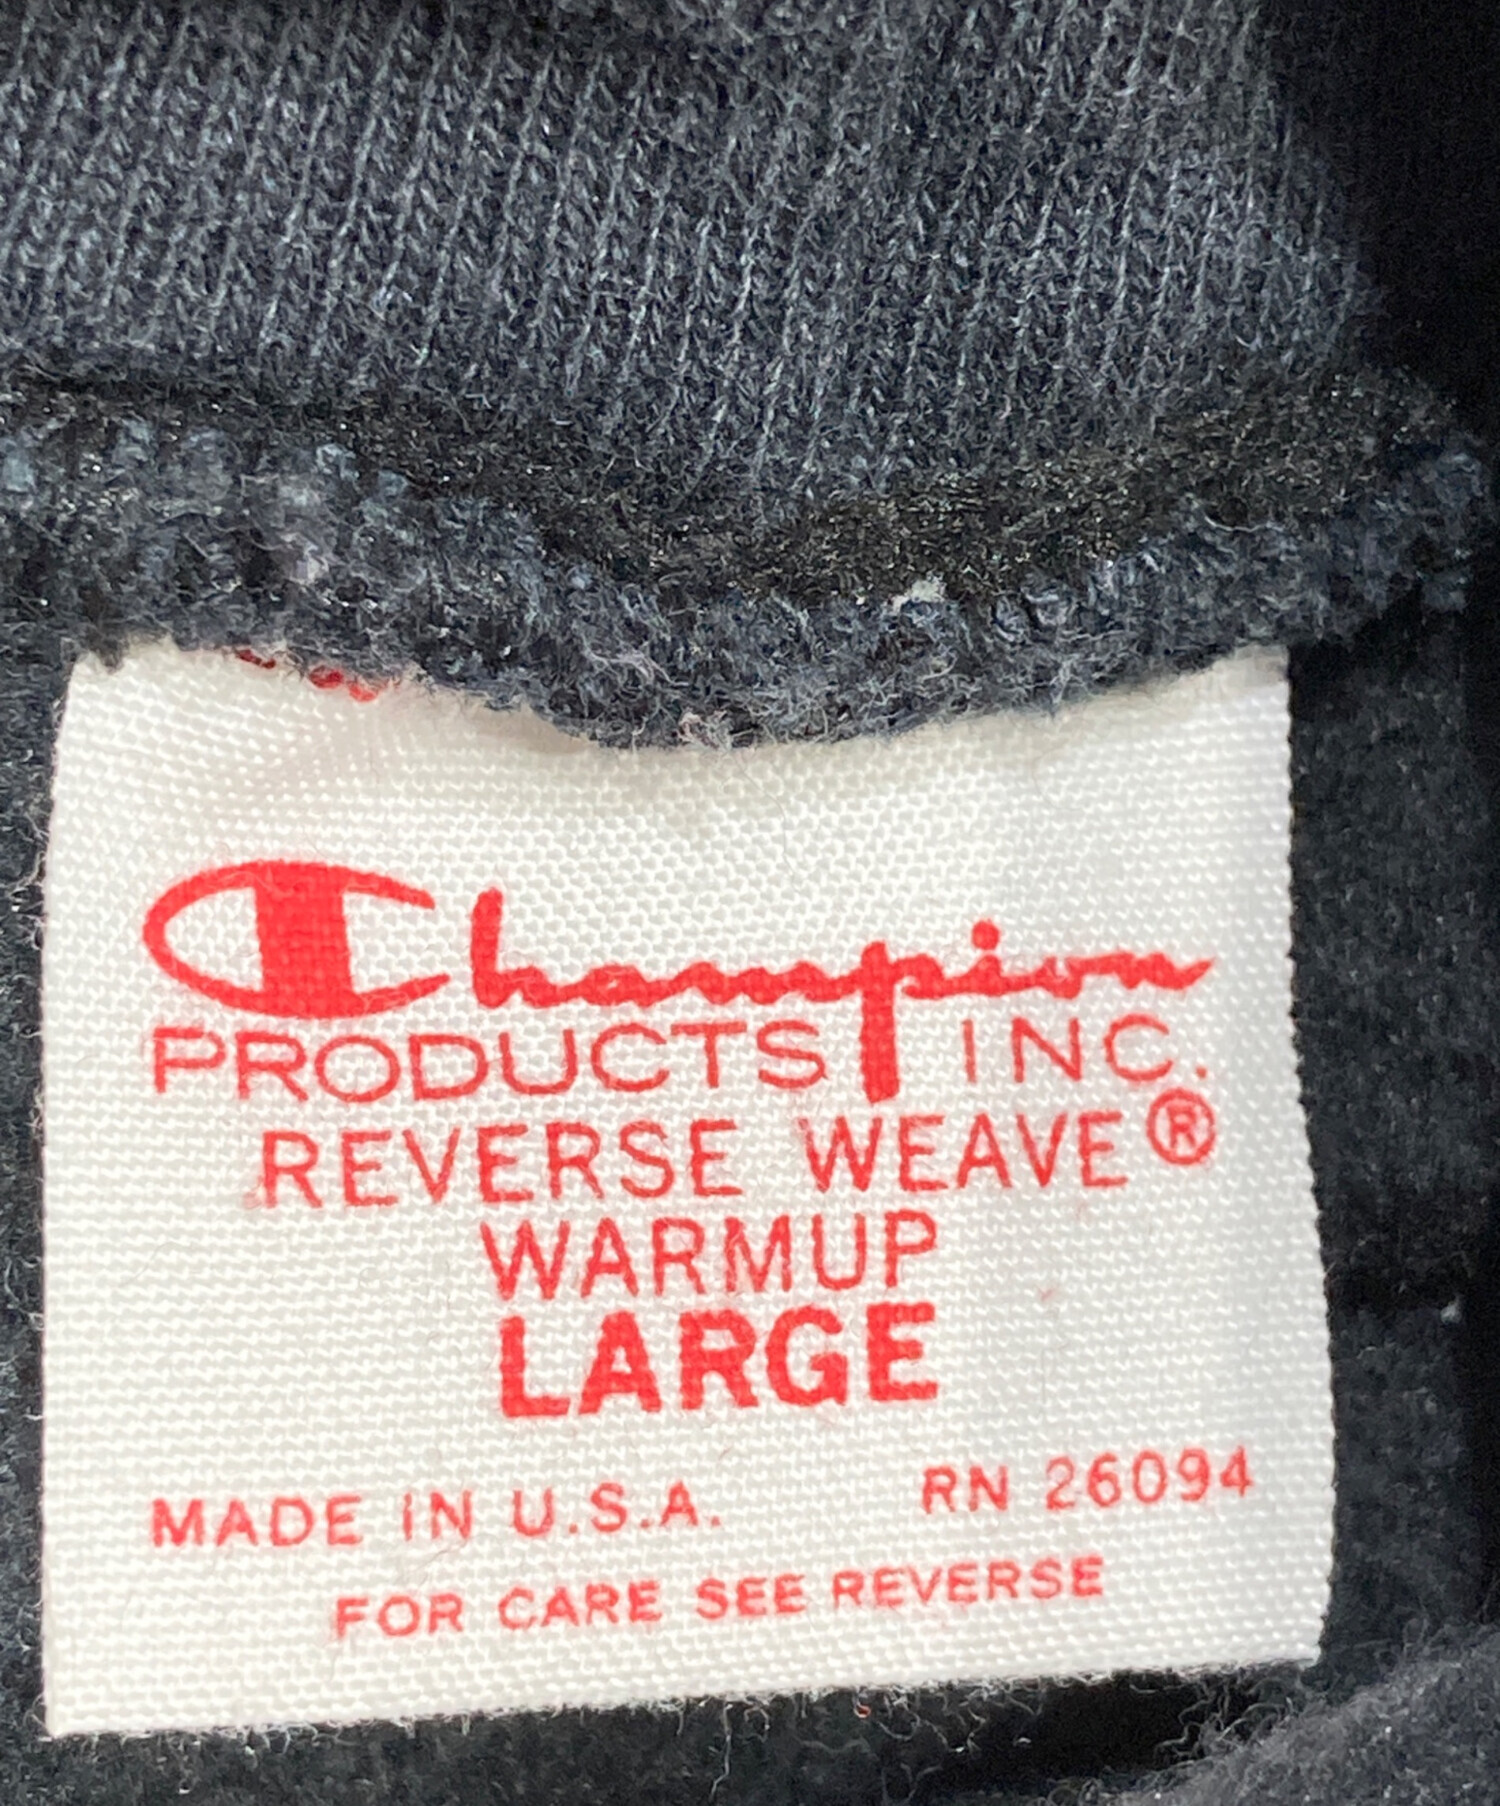 Champion
PRODUCTS INC.
REVERSE WEAVE®
WARMUP
LARGE
MADE IN U.S.A. RN 26094
FOR CARE SEE REVERSE